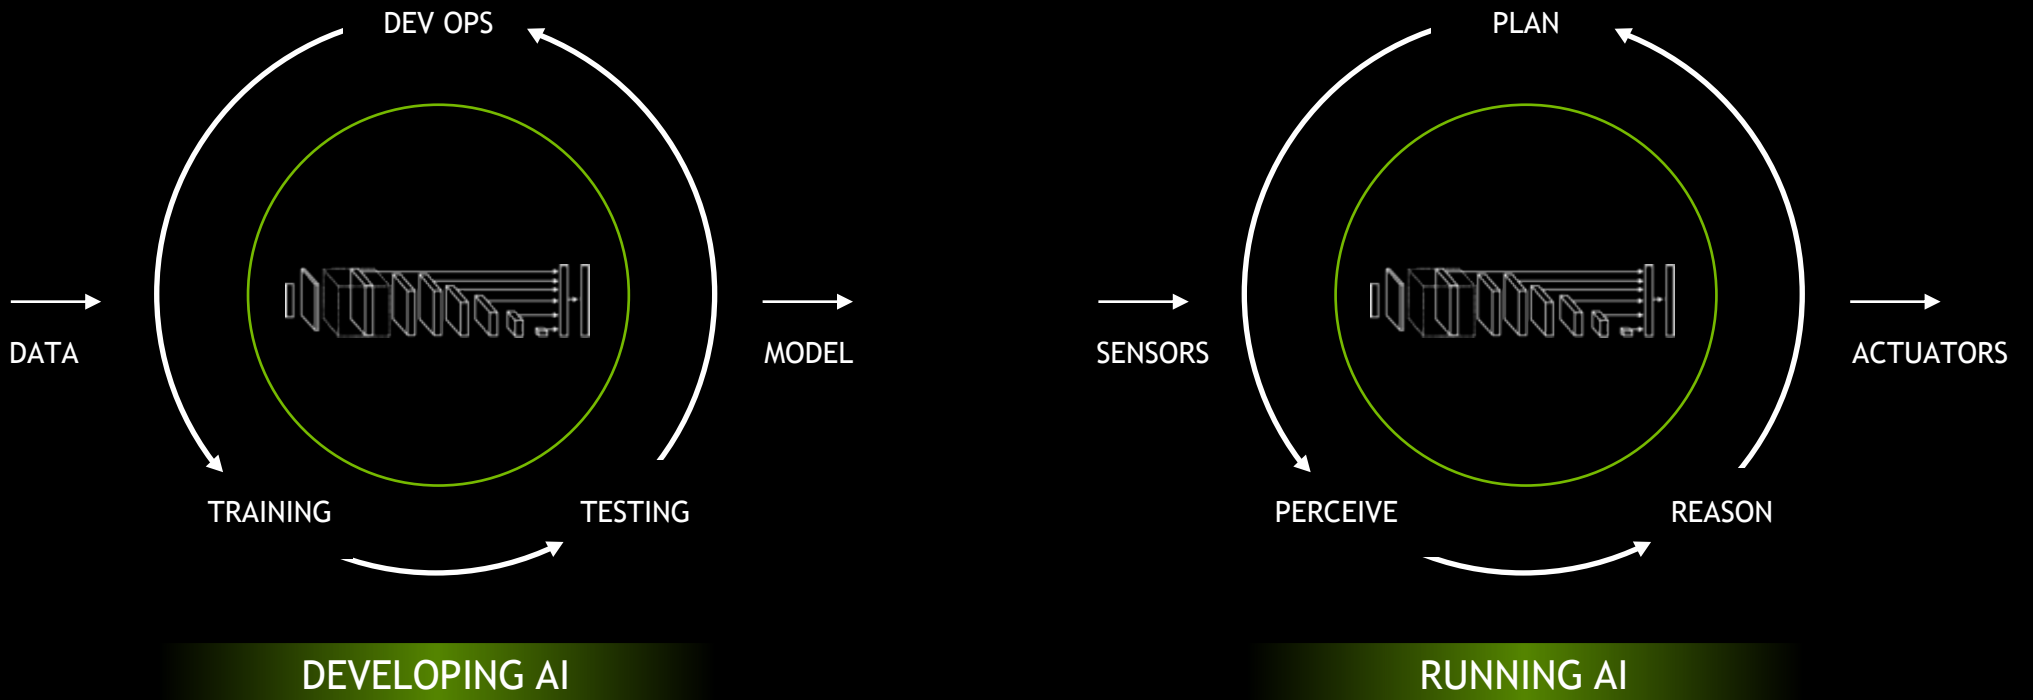 DEV OPS
DATA
MODEL
TRAINING
TESTING
DEVELOPING AI
PLAN
SENSORS
ACTUATORS
PERCEIVE
REASON
RUNNING AI